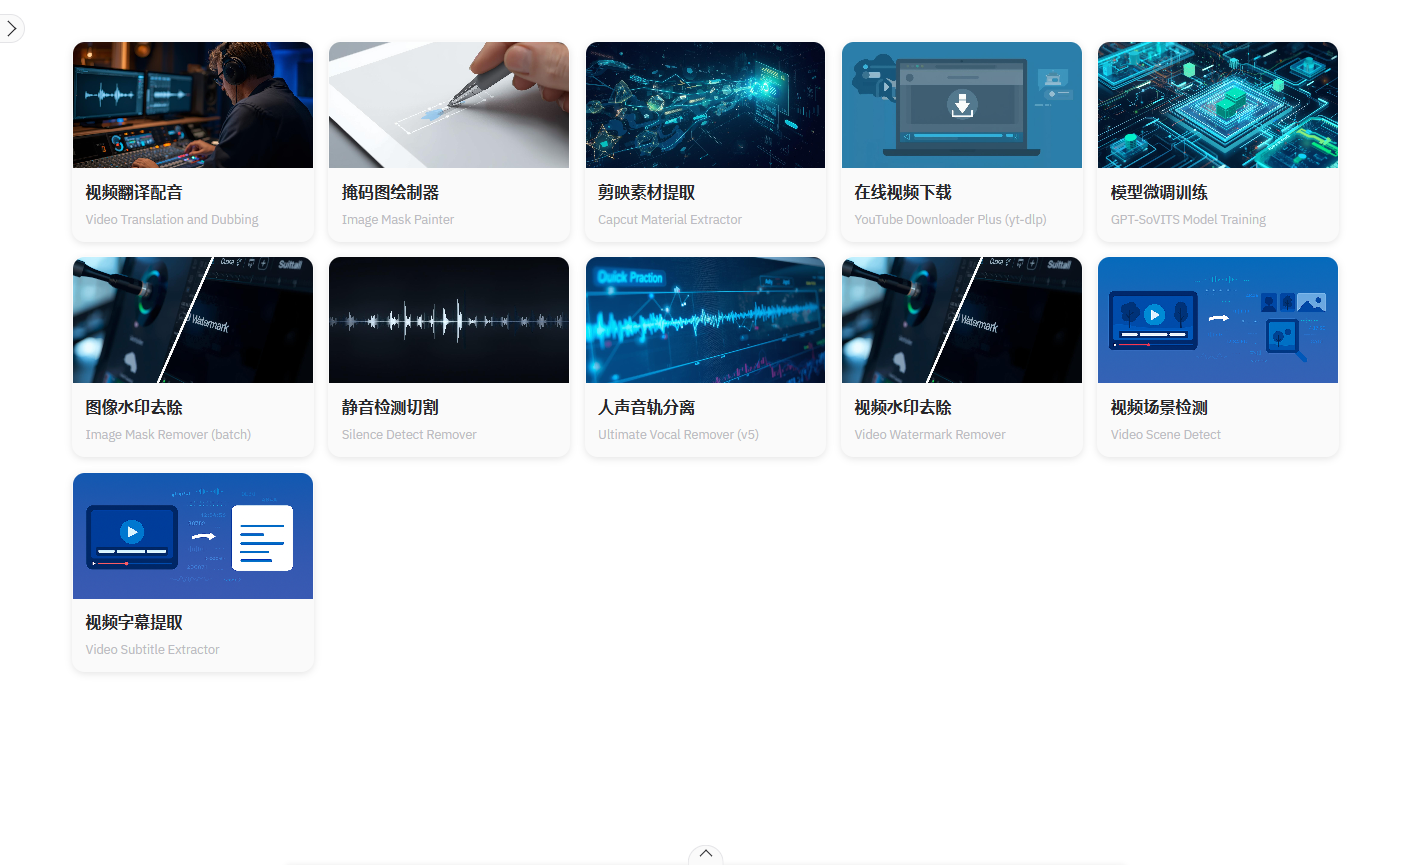 视频翻译配音
Video Translation and Dubbing
掩码图绘制器
Image Mask Painter
剪映素材提取
Capcut Material Extractor
在线视频下载
YouTube Downloader Plus (yt-dlp)
模型微调训练
GPT-SoVITS Model Training
Suittall
Watermark
图像水印去除
Image Mask Remover (batch)
静音检测切割
Silence Detect Remover
Quick Praction
人声音轨分离
Ultimate Vocal Remover (v5)
Suittall
Watermark
视频水印去除
Video Watermark Remover
视频场景检测
Video Scene Detect
视频字幕提取
Video Subtitle Extractor